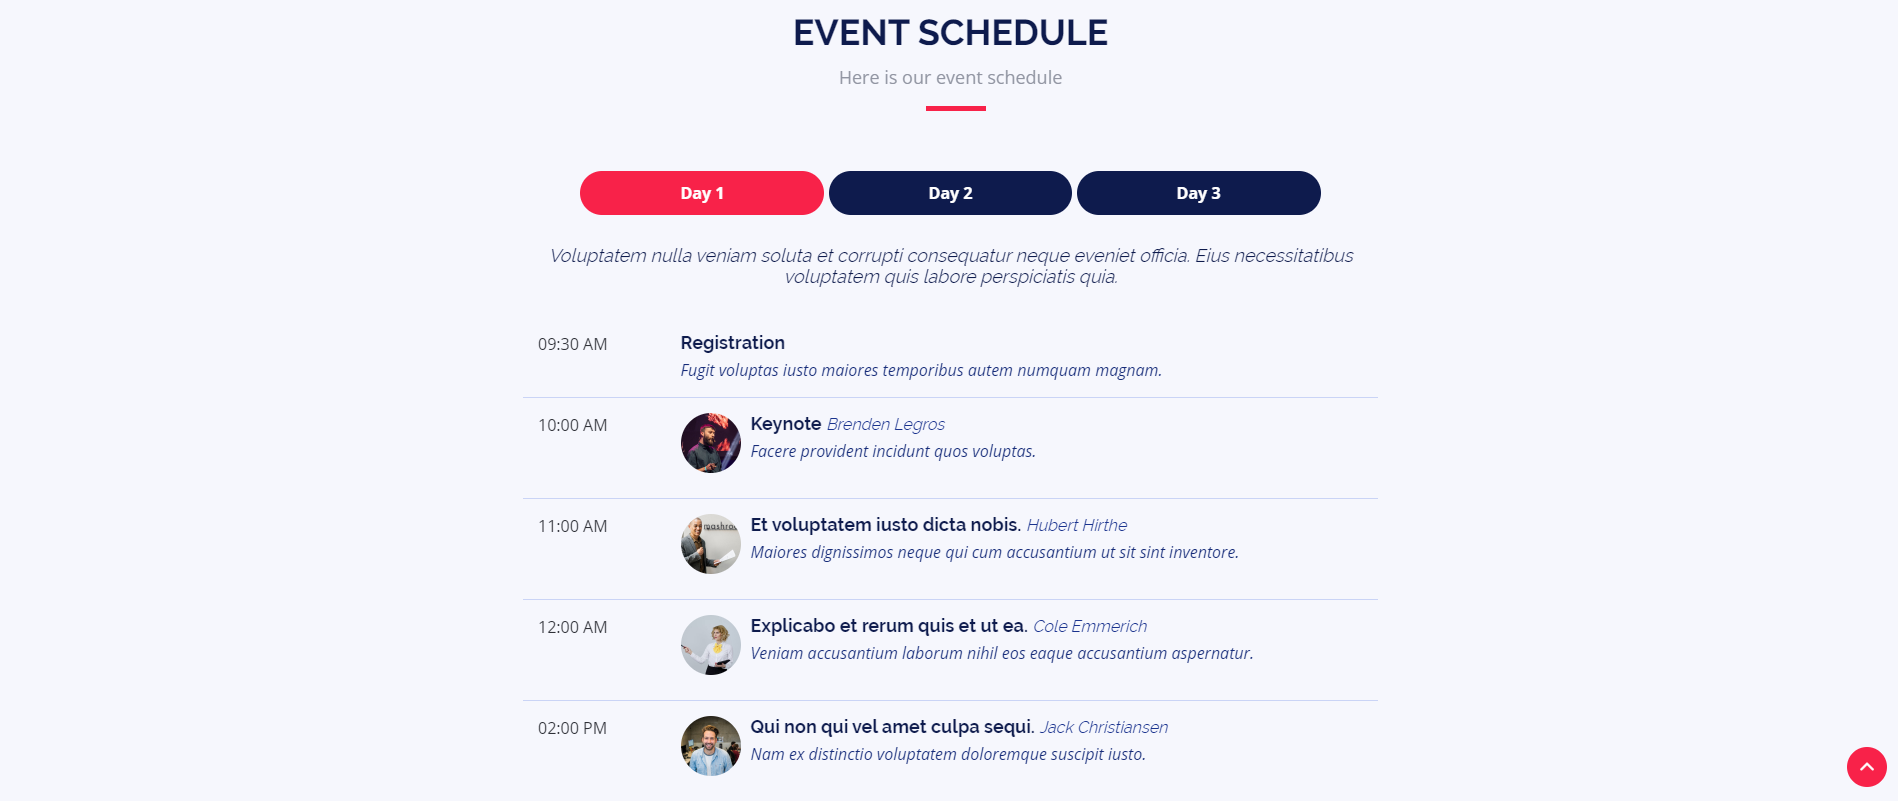 EVENT SCHEDULE
Here is our event schedule
Day 1
Day 2
Day 3
Voluptatem nulla veniam soluta et corrupti consequatur neque eveniet officia. Eius necessitatibus
voluptatem quis labore perspiciatis quia.
09:30 AM
Registration
Fugit voluptas iusto maiores temporibus autem numquam magnam.
10:00 AM
Keynote Brenden Legros
Facere provident incidunt quos voluptas.
11:00 AM
Et voluptatem iusto dicta nobis. Hubert Hirthe
Maiores dignissimos neque qui cum accusantium ut sit sint inventore.
12:00 AM
Explicabo et rerum quis et ut ea. Cole Emmerich
Veniam accusantium laborum nihil eos eaque accusantium aspernatur.
02:00 PM
Qui non qui vel amet culpa sequi. Jack Christiansen
Nam ex distinctio voluptatem doloremque suscipit iusto.